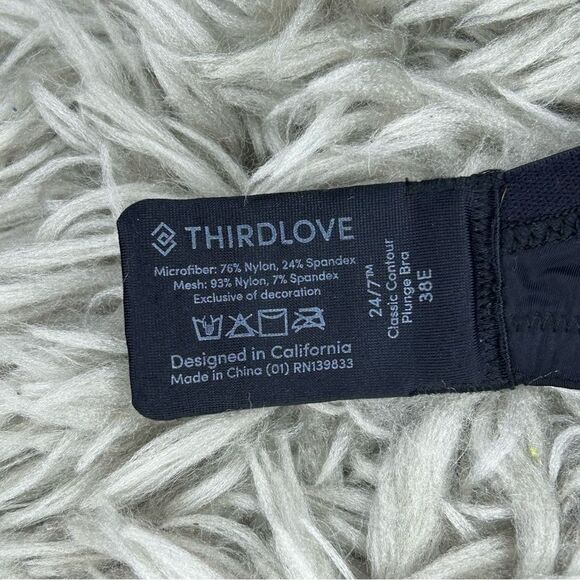 THIRDLOVE
Microfiber: 76% Nylon, 24% Spandex
Mesh: 93% Nylon, 7% Spandex
Exclusive of decoration
Designed in California
Made in China (01) RN139833
24/7™
Classic Contour
Plunge Bra
38E